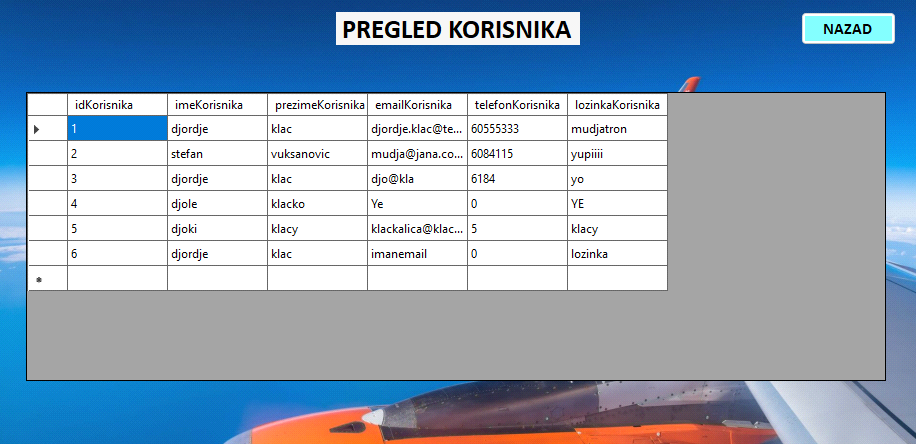 PREGLED KORISNIKA
NAZAD
idKorisnika imeKorisnika prezimeKorisnika emailKorisnika telefonKorisnika lozinkaKorisnika
1 djordje klac djordje.klac@te... 60555333 mudjatron
2 stefan vuksanovic mudja@jana.co... 6084115 yupiiii
3 djordje klac djo@kla 6184 yo
4 djole klacko Ye 0 YE
5 djoki klacy klackalica@klac... 5 klacy
6 djordje klac imanemail 0 lozinka